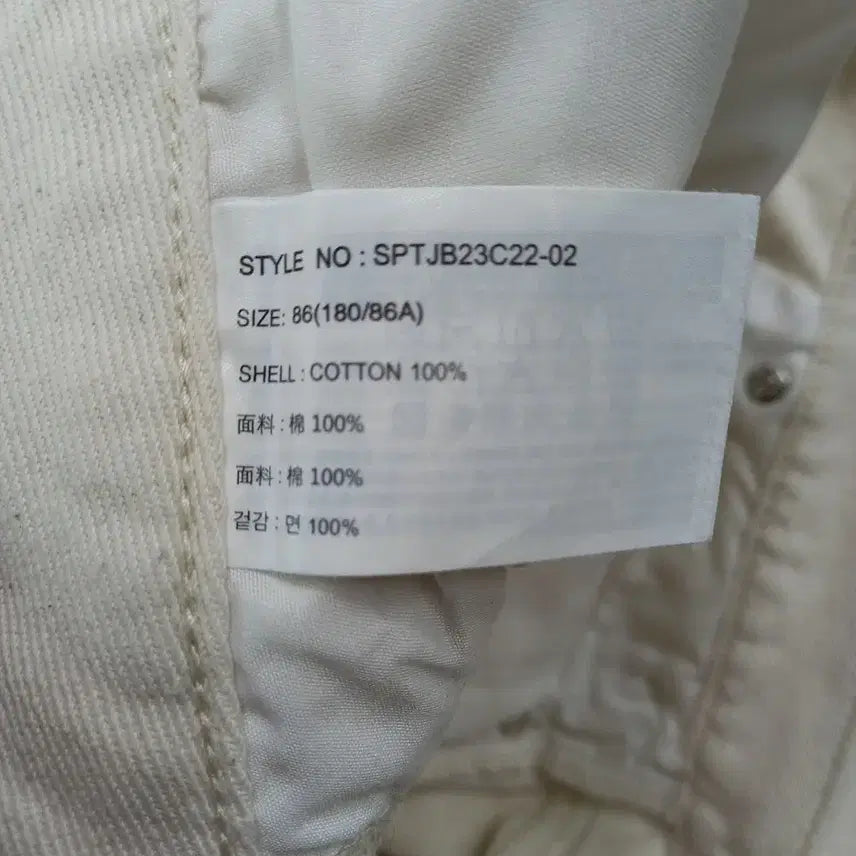 STYLE NO : SPTJB23C22-02
SIZE: 86(180/86A)
SHELL : COTTON 100%
面料 : 棉 100%
面料 : 棉 100%
겉감 : 면 100%